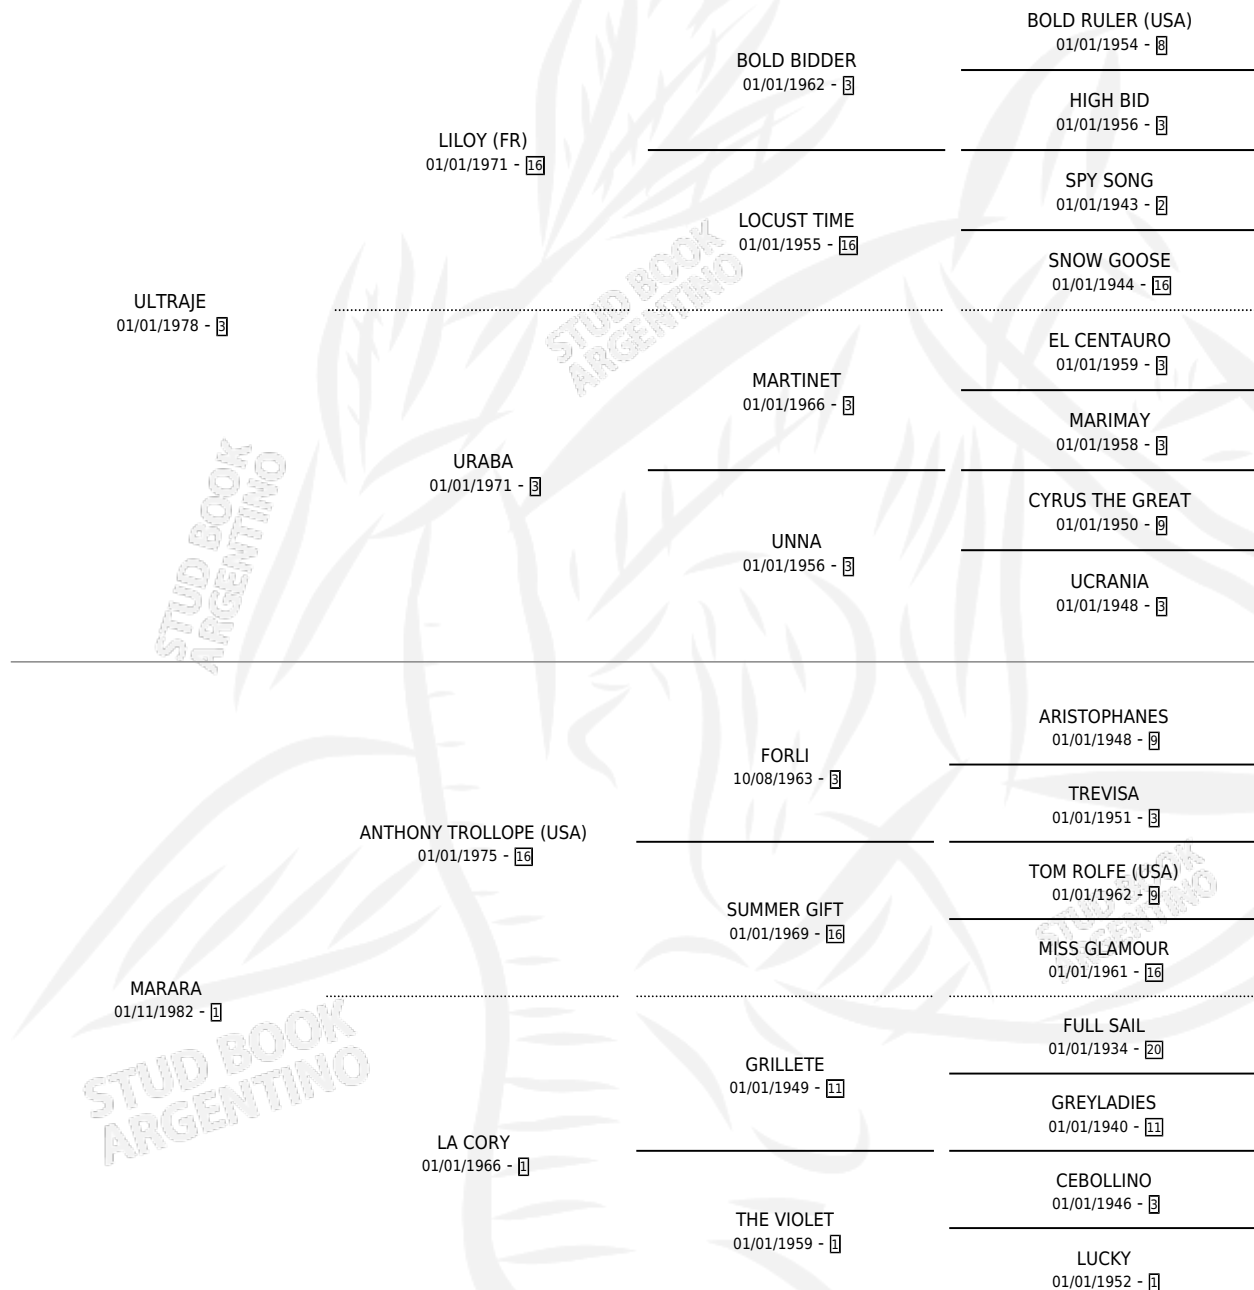 BOLD RULER (USA)
01/01/1954 - 8
BOLD BIDDER
01/01/1962 - 3
HIGH BID
01/01/1956 - 3
LILOY (FR)
01/01/1971 - 16
SPY SONG
01/01/1943 - 2
LOCUST TIME
01/01/1955 - 16
SNOW GOOSE
01/01/1944 - 16
ULTRAJE
01/01/1978 - 3
EL CENTAURO
01/01/1959 - 3
MARTINET
01/01/1966 - 3
MARIMAY
01/01/1958 - 3
URABA
01/01/1971 - 3
CYRUS THE GREAT
01/01/1950 - 9
UNNA
01/01/1956 - 3
UCRANIA
01/01/1948 - 3
ARISTOPHANES
01/01/1948 - 9
FORLI
10/08/1963 - 3
TREVISA
01/01/1951 - 3
ANTHONY TROLLOPE (USA)
01/01/1975 - 16
TOM ROLFE (USA)
01/01/1962 - 9
SUMMER GIFT
01/01/1969 - 16
MISS GLAMOUR
01/01/1961 - 16
MARARA
01/11/1982 - 1
FULL SAIL
01/01/1934 - 20
GRILLETE
01/01/1949 - 11
GREYLADIES
01/01/1940 - 11
LA CORY
01/01/1966 - 1
CEBOLLINO
01/01/1946 - 3
THE VIOLET
01/01/1959 - 1
LUCKY
01/01/1952 - 1
STUD BOOK
ARGENTINO
STUD BOOK
ARGENTINO
STUD BOOK
ARGENTINO
STUD BOOK
ARGENTINO